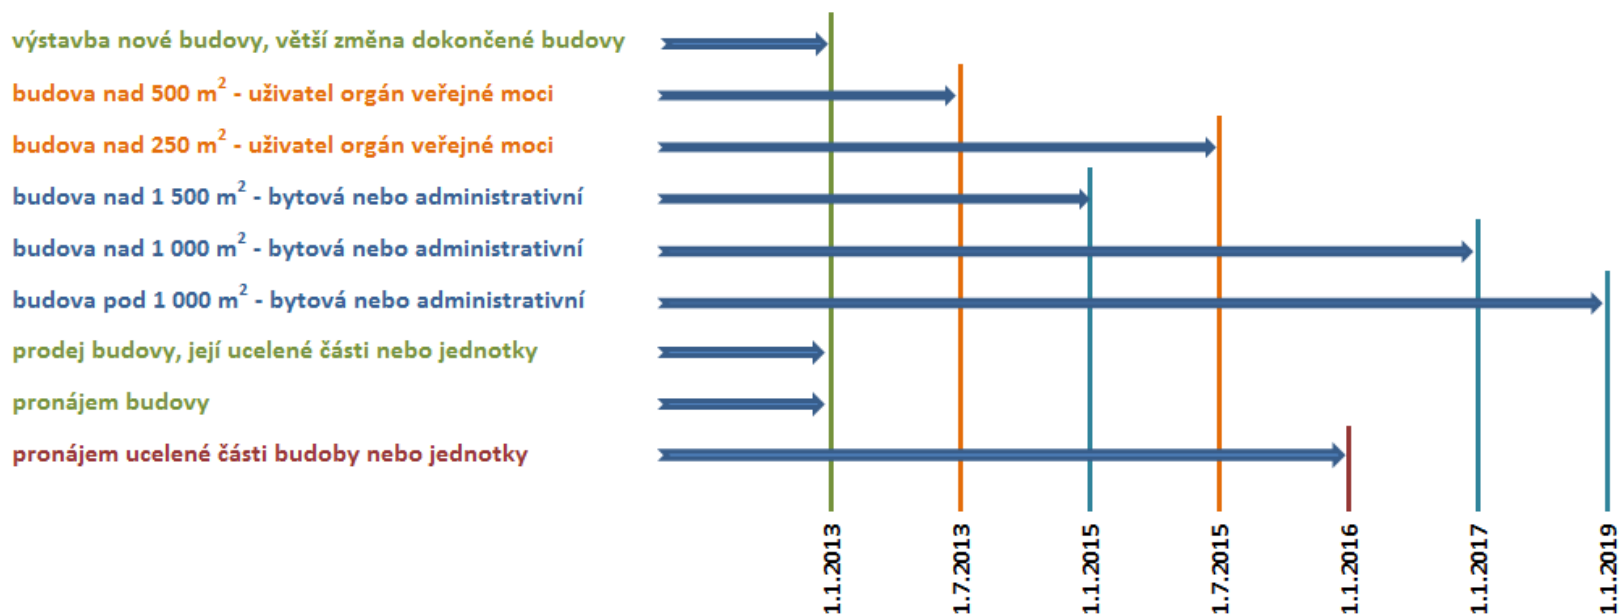 výstavba nové budovy, větší změna dokončené budovy
budova nad 500 m² - uživatel orgán veřejné moci
budova nad 250 m² - uživatel orgán veřejné moci
budova nad 1 500 m² - bytová nebo administrativní
budova nad 1 000 m² - bytová nebo administrativní
budova pod 1 000 m² - bytová nebo administrativní
prodej budovy, její ucelené části nebo jednotky
pronájem budovy
pronájem ucelené části budoby nebo jednotky
1.1.2013
1.7.2013
1.1.2015
1.7.2015
1.1.2016
1.1.2017
1.1.2019